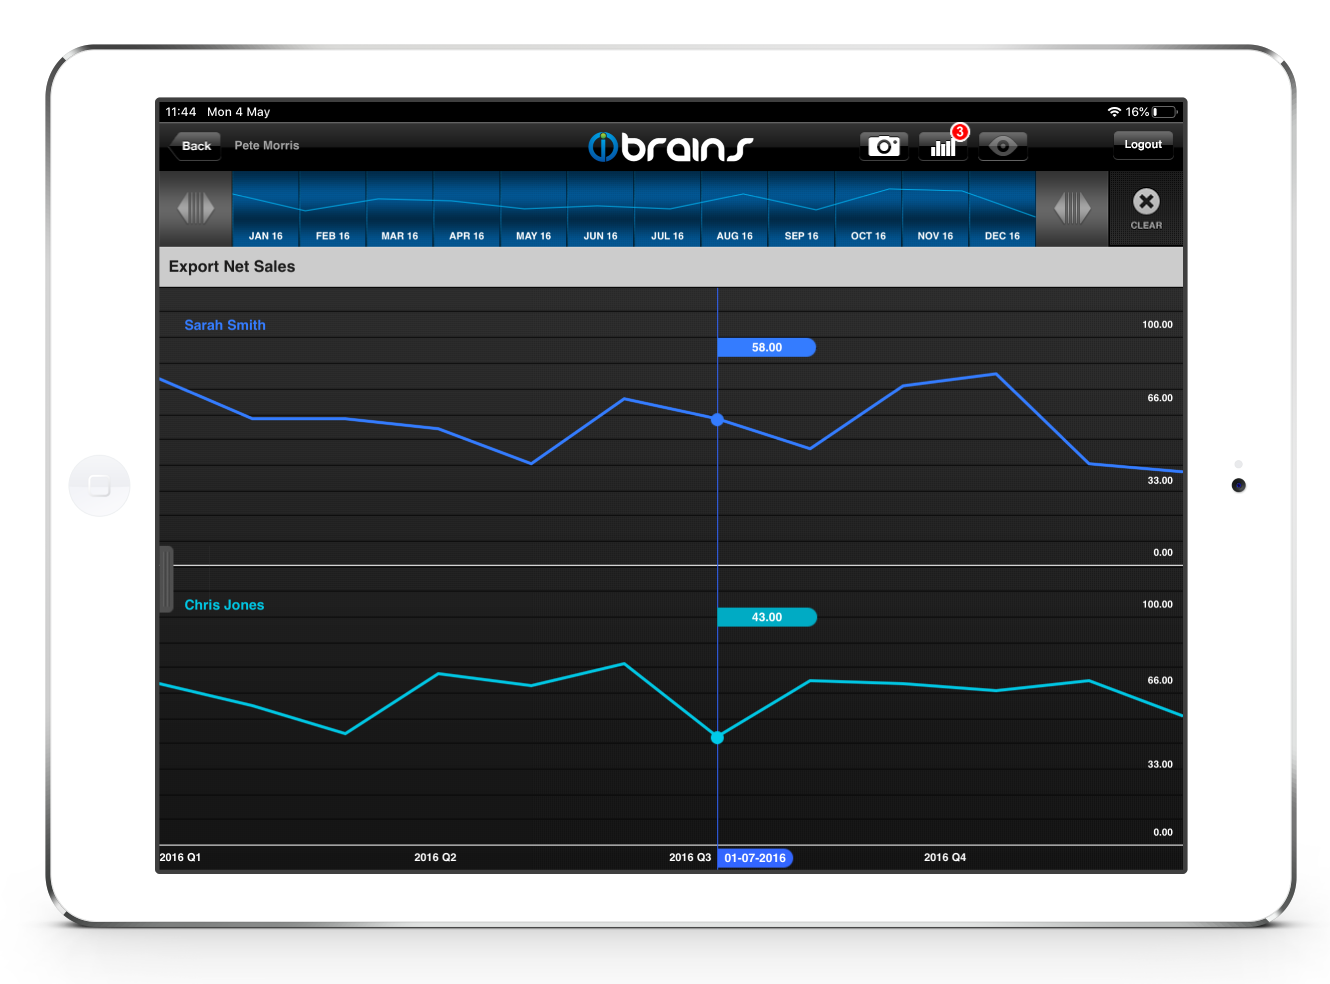 11:44 Mon 4 May 16%
Back Pete Morris ibrains 3 Logout
JAN 16 FEB 16 MAR 16 APR 16 MAY 16 JUN 16 JUL 16 AUG 16 SEP 16 OCT 16 NOV 16 DEC 16 CLEAR
Export Net Sales
Sarah Smith 100.00
58.00
66.00
33.00
0.00
Chris Jones 100.00
43.00
66.00
33.00
0.00
2016 Q1 2016 Q2 2016 Q3 01-07-2016 2016 Q4